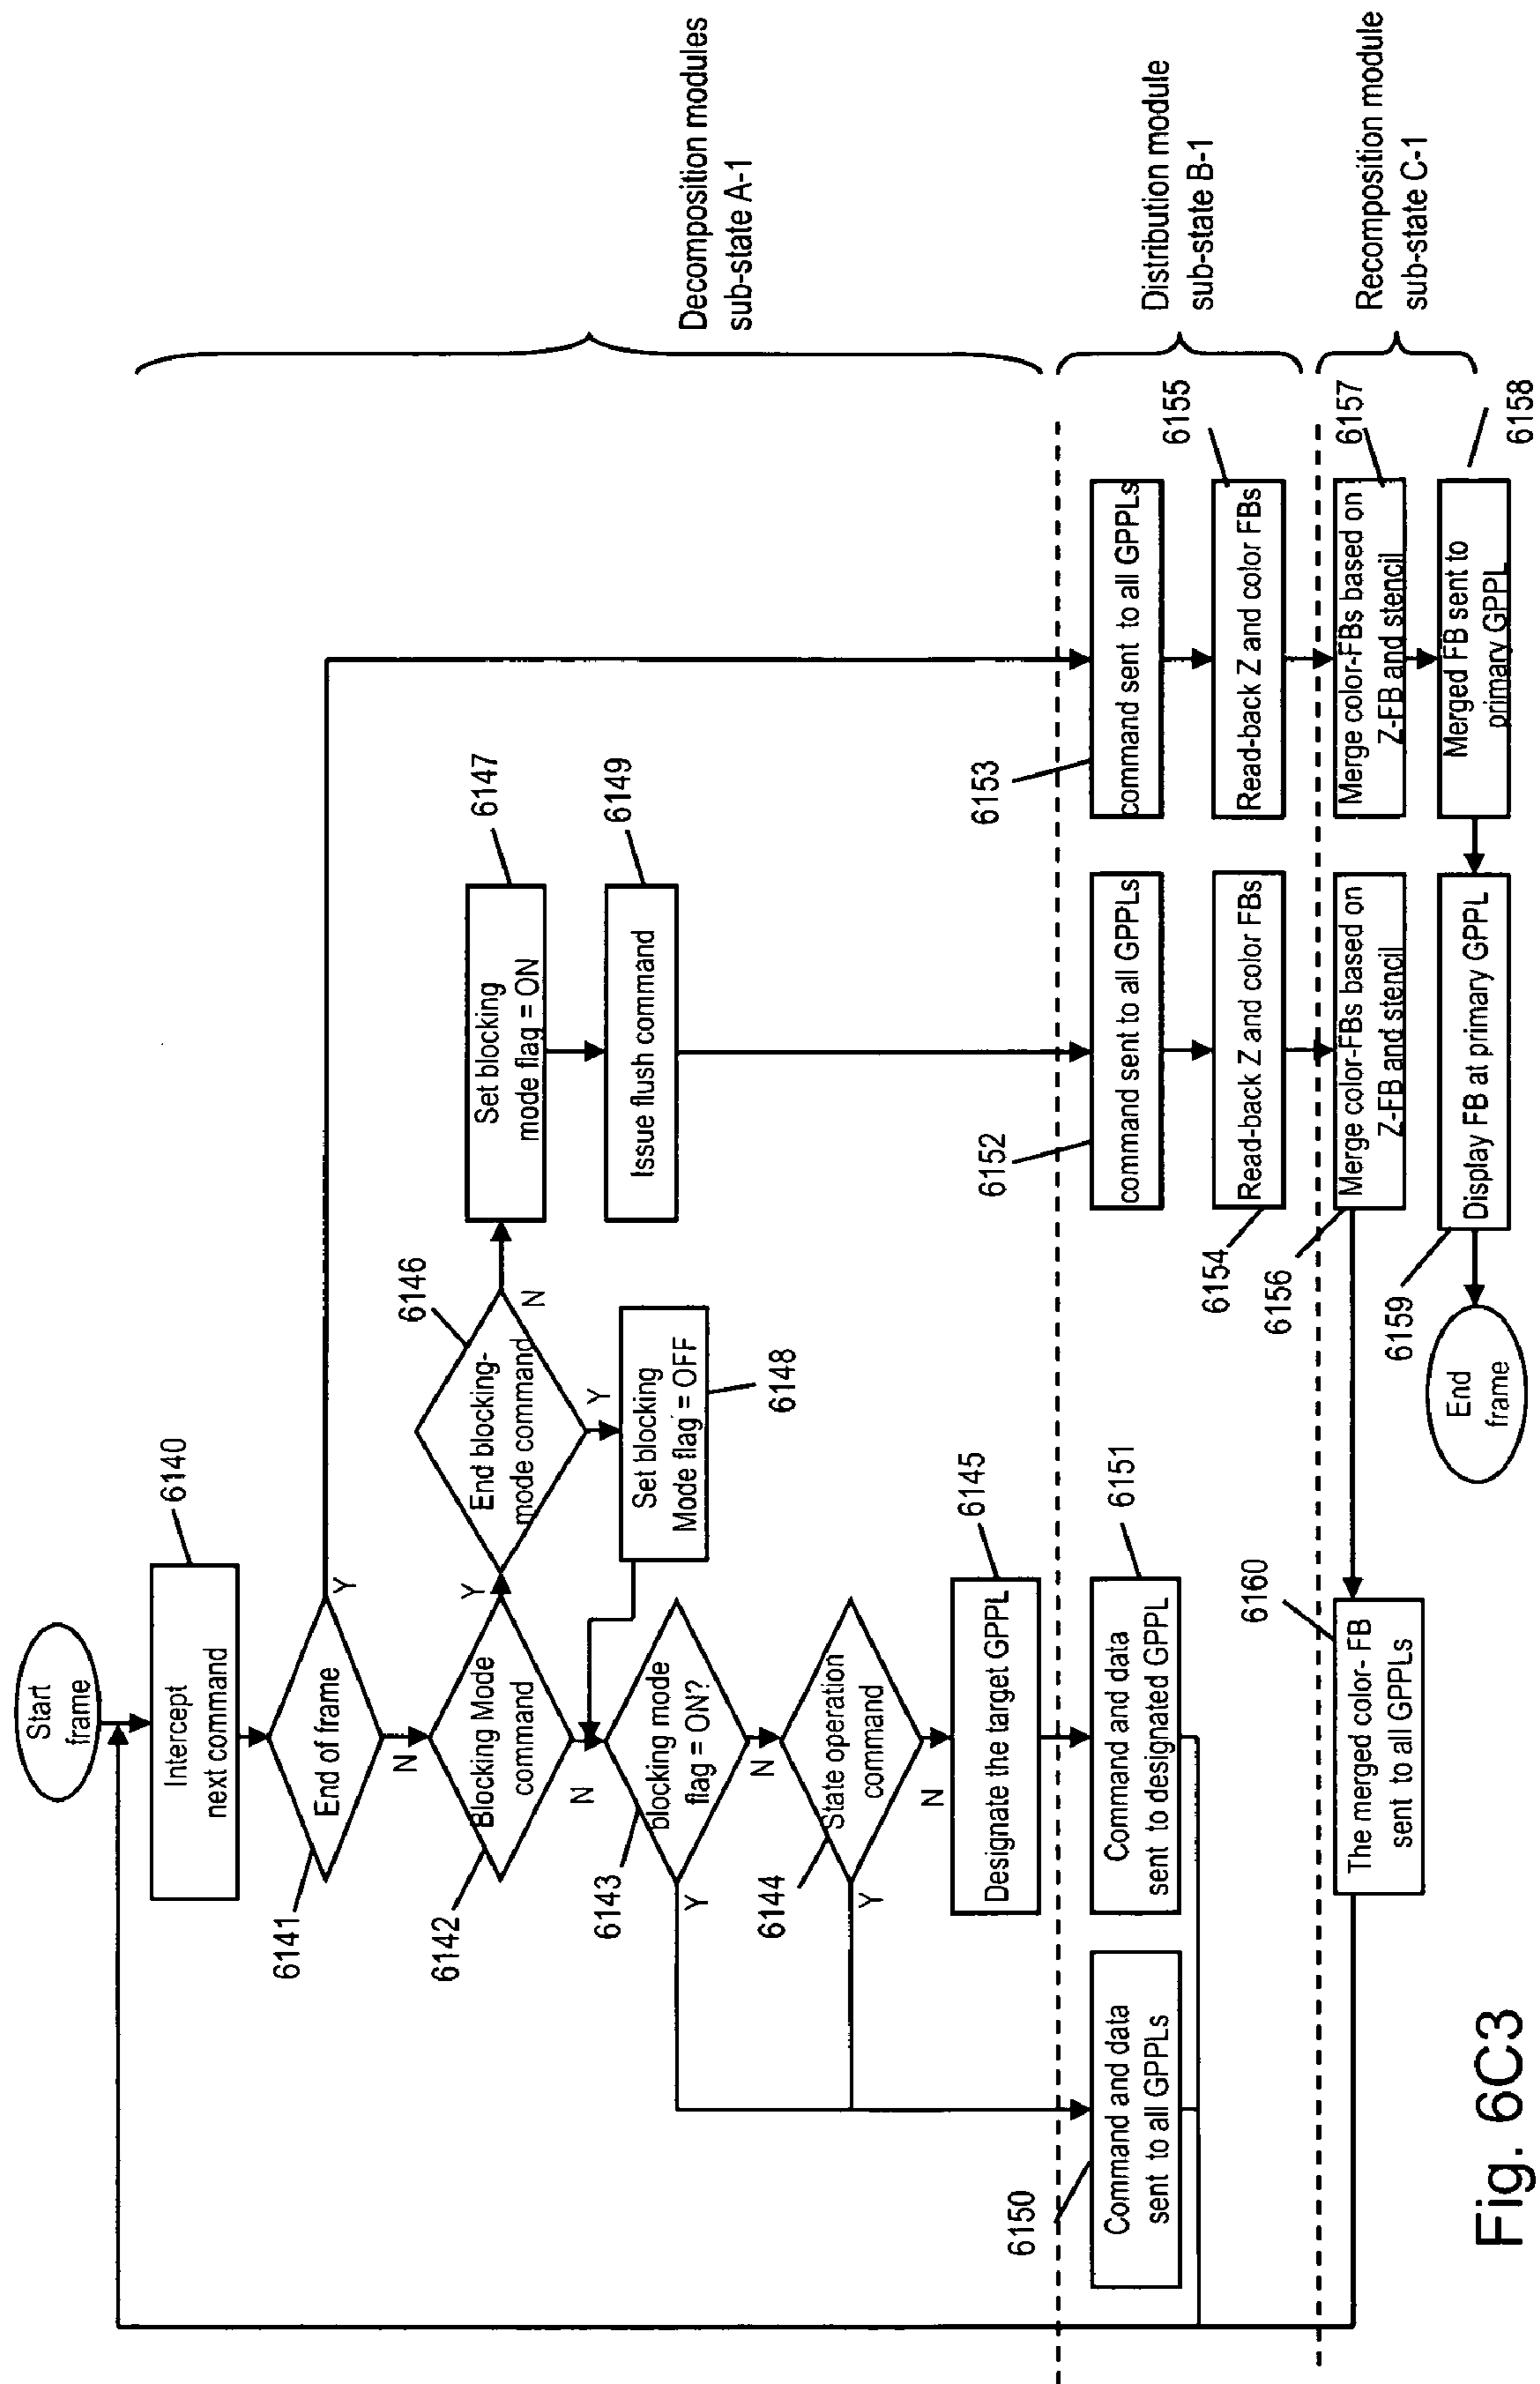 Start
frame
Intercept
next command
6140
End of frame
6141
Y
N
Blocking Mode
command
6142
Y
N
End blocking-
mode command
6146
N
Y
Set blocking
mode flag = ON
6147
Issue flush command
6149
Set blocking
Mode flag = OFF
6148
blocking mode
flag = ON?
6143
Y
N
State operation
command
6144
Y
N
Designate the target GPPL
6145
Decomposition modules
sub-state A-1
Command and data
sent to all GPPLs
6150
Command and data
sent to designated GPPL
6151
command sent to all GPPLs
6152
command sent to all GPPLs
6153
Read-back Z and color FBs
6154
Read-back Z and color FBs
6155
Distribution module
sub-state B-1
The merged color- FB
sent to all GPPLs
6160
Merge color-FBs based on
Z-FB and stencil
6156
Merge color-FBs based on
Z-FB and stencil
6157
Merged FB sent to
primary GPPL
6158
Display FB at primary GPPL
6159
End
frame
Recomposition module
sub-state C-1
Fig. 6C3